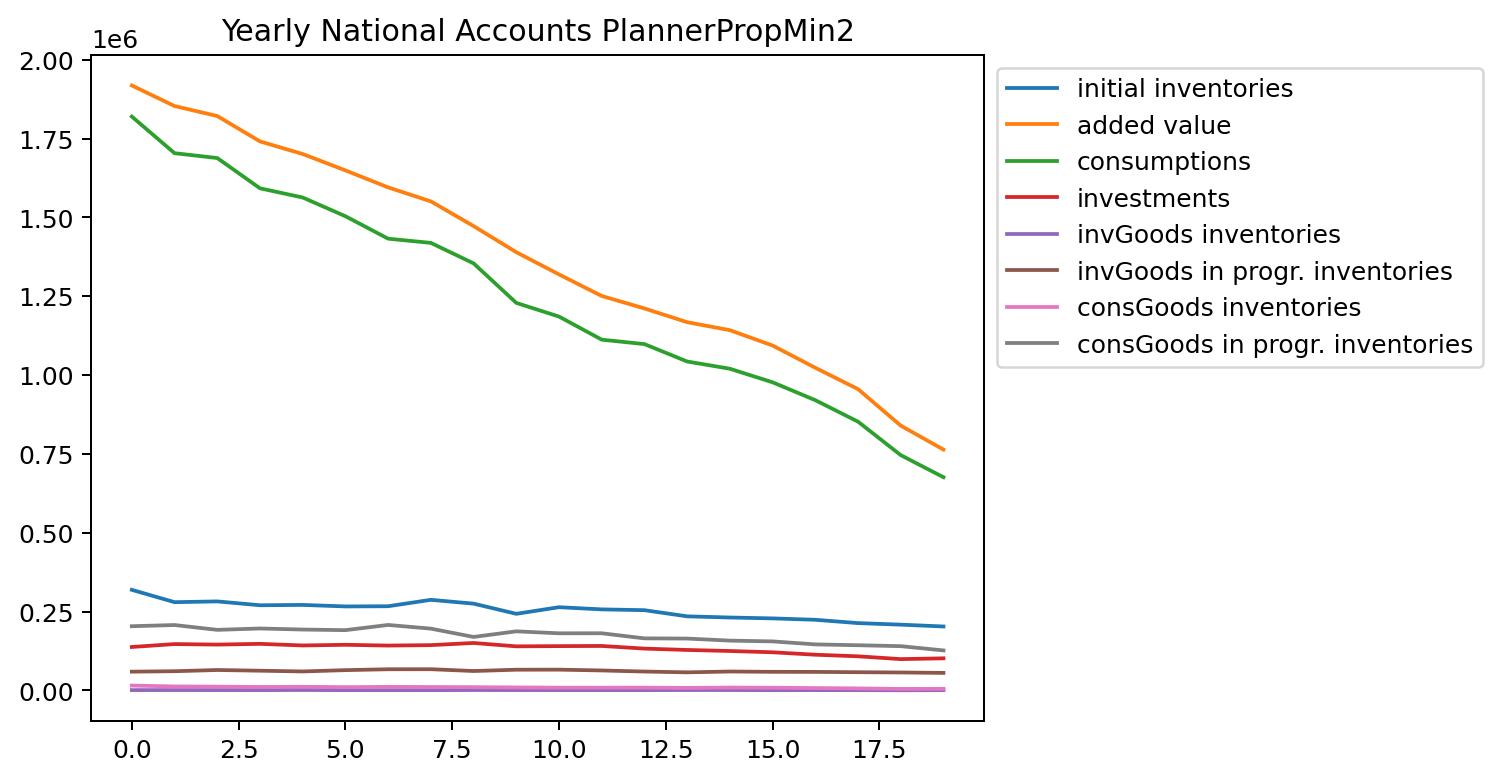 Yearly National Accounts PlannerPropMin2
1e6
2.00
1.75
1.50
1.25
1.00
0.75
0.50
0.25
0.00
0.0 2.5 5.0 7.5 10.0 12.5 15.0 17.5
initial inventories
added value
consumptions
investments
invGoods inventories
invGoods in progr. inventories
consGoods inventories
consGoods in progr. inventories